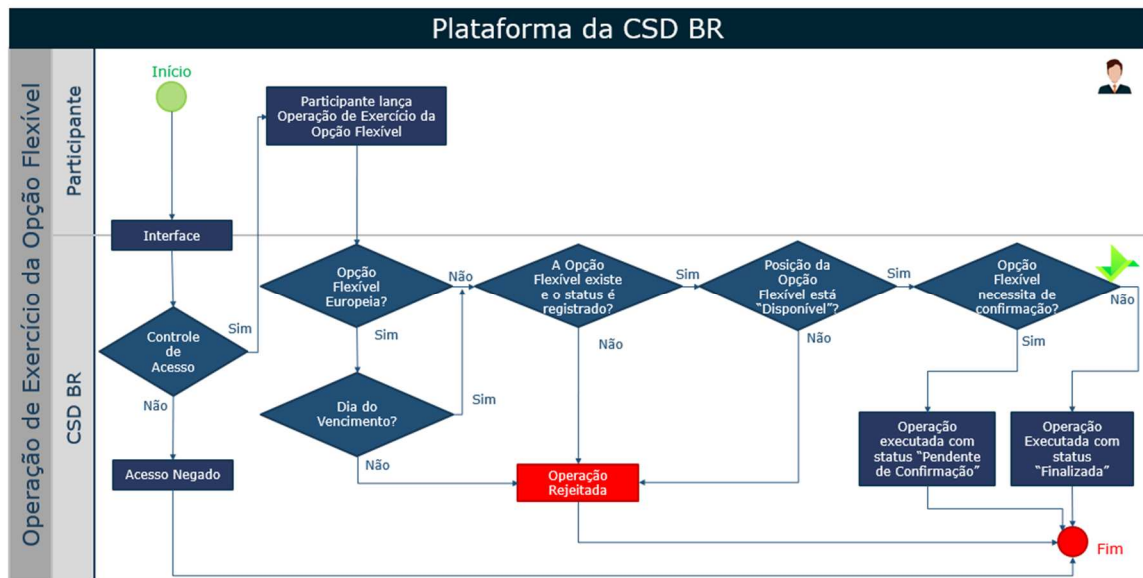 Plataforma da CSD BR
Operação de Exercício da Opção Flexível
Participante
CSD BR
Início
Participante lança
Operação de Exercício da
Opção Flexível
Interface
Controle
de
Acesso
Sim
Não
Acesso Negado
Opção
Flexível
Europeia?
Não
Sim
Dia do
Vencimento?
Sim
Não
A Opção
Flexível existe
e o status é
registrado?
Sim
Não
Operação
Rejeitada
Posição da
Opção
Flexível está
“Disponível”?
Sim
Não
Opção
Flexível
necessita de
confirmação?
Não
Sim
Operação
executada com
status “Pendente
de Confirmação”
Operação
Executada com
status
“Finalizada”
Fim